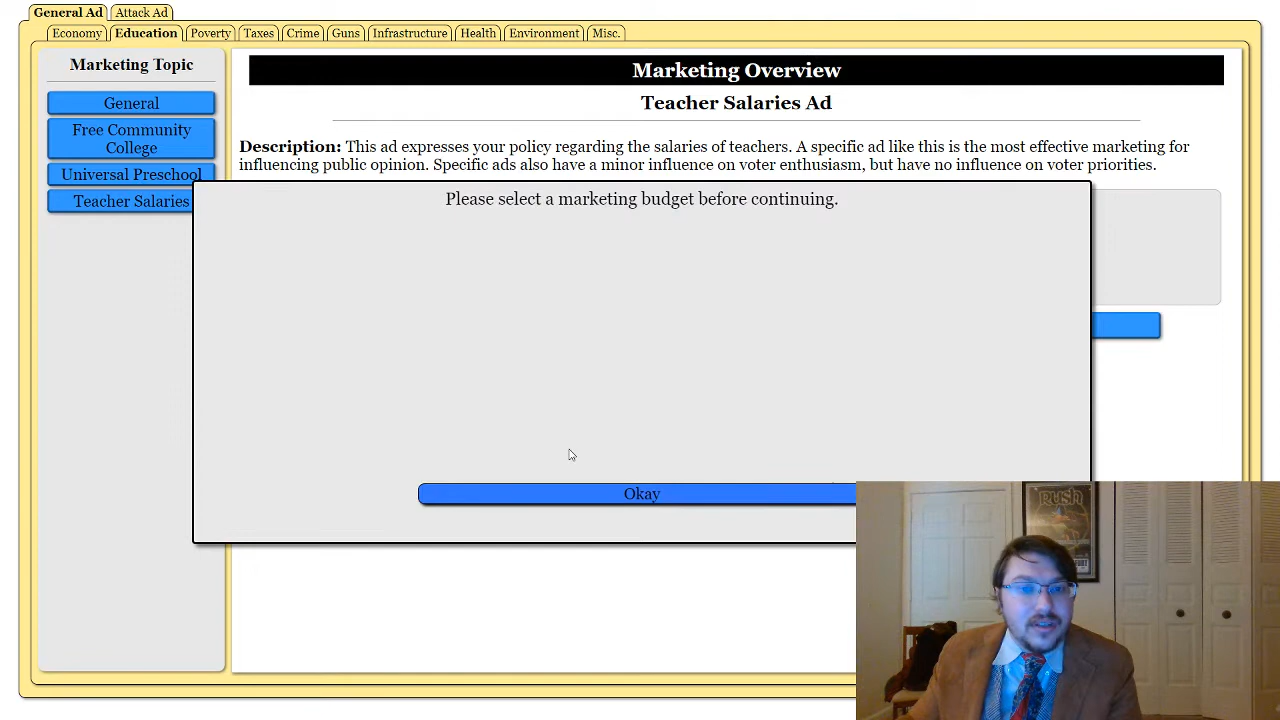 General Ad
Attack Ad
Economy
Education
Poverty
Taxes
Crime
Guns
Infrastructure
Health
Environment
Misc.
Marketing Topic
General
Free Community
College
Universal Preschool
Teacher Salaries
Marketing Overview
Teacher Salaries Ad
Description: This ad expresses your policy regarding the salaries of teachers. A specific ad like this is the most effective marketing for
influencing public opinion. Specific ads also have a minor influence on voter enthusiasm, but have no influence on voter priorities.
Please select a marketing budget before continuing.
Okay
RUSH